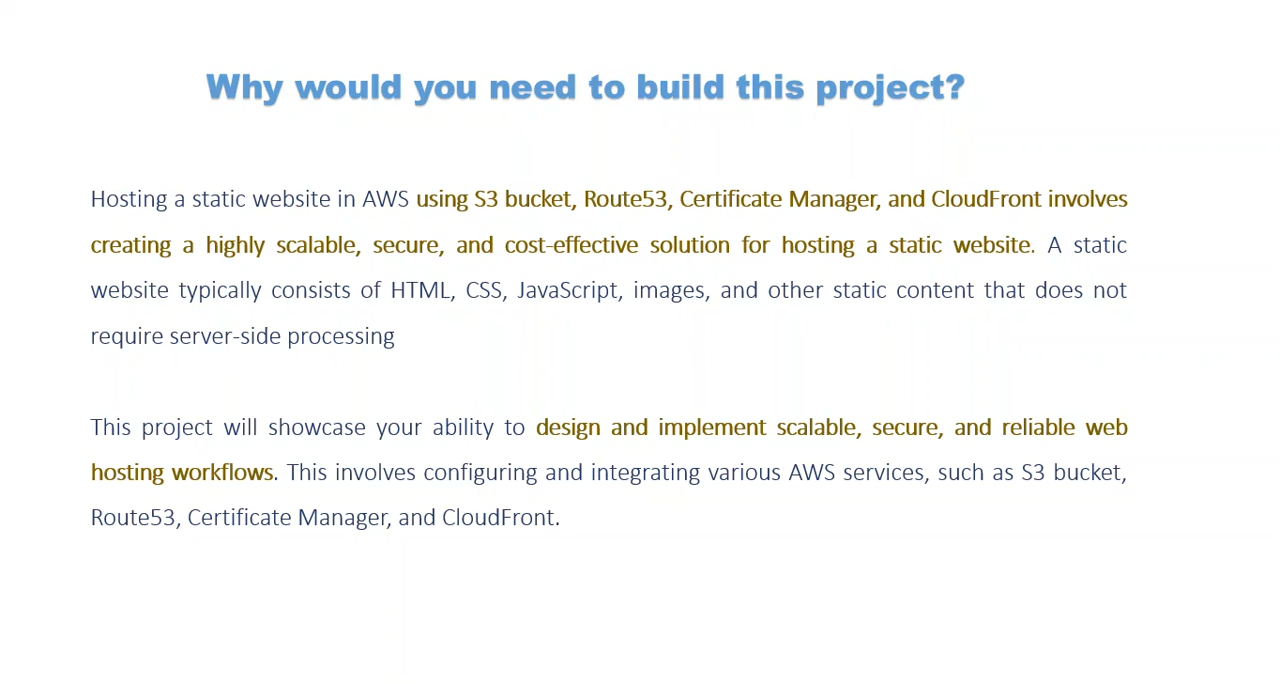 Why would you need to build this project?
Hosting a static website in AWS using S3 bucket, Route53, Certificate Manager, and CloudFront involves
creating a highly scalable, secure, and cost-effective solution for hosting a static website. A static
website typically consists of HTML, CSS, JavaScript, images, and other static content that does not
require server-side processing
This project will showcase your ability to design and implement scalable, secure, and reliable web
hosting workflows. This involves configuring and integrating various AWS services, such as S3 bucket,
Route53, Certificate Manager, and CloudFront.